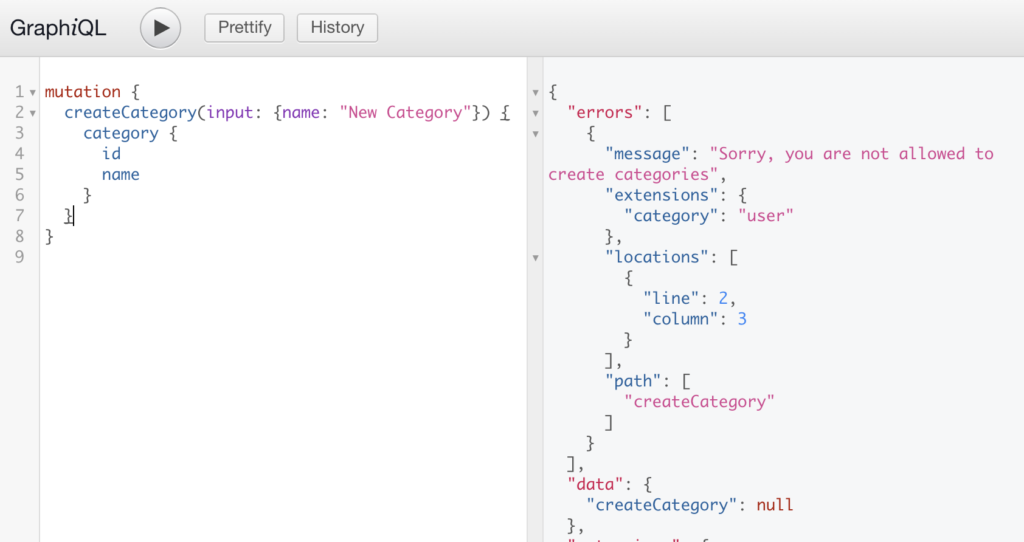 GraphiQL
Prettify
History
1 mutation {
2 createCategory(input: {name: "New Category"}) {
3 category {
4 id
5 name
6 }
7 }
8 }
9
{
"errors": [
{
"message": "Sorry, you are not allowed to
create categories",
"extensions": {
"category": "user"
},
"locations": [
{
"line": 2,
"column": 3
}
],
"path": [
"createCategory"
]
}
],
"data": {
"createCategory": null
},